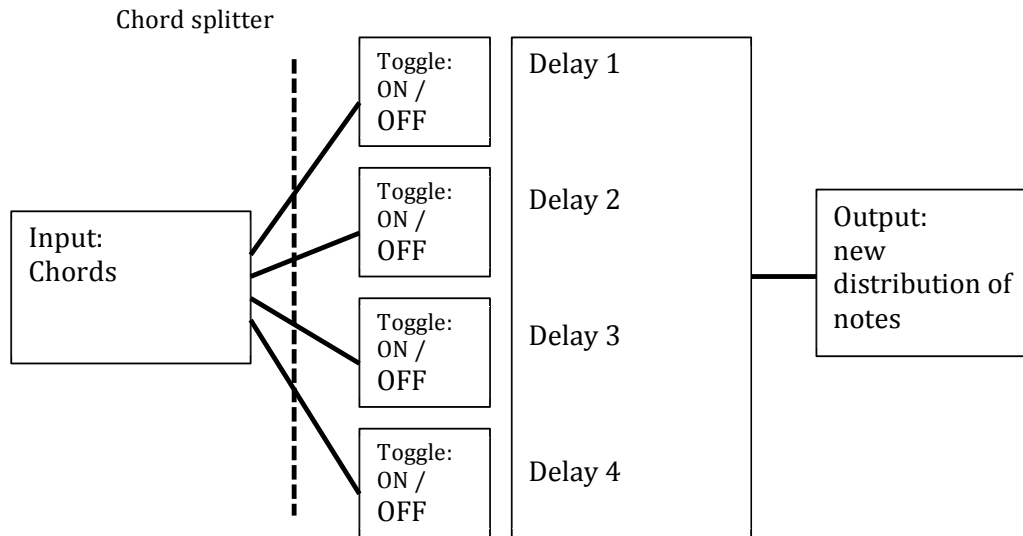 Chord splitter
Input:
Chords
Toggle:
ON /
OFF
Toggle:
ON /
OFF
Toggle:
ON /
OFF
Toggle:
ON /
OFF
Delay 1
Delay 2
Delay 3
Delay 4
Output:
new
distribution of
notes